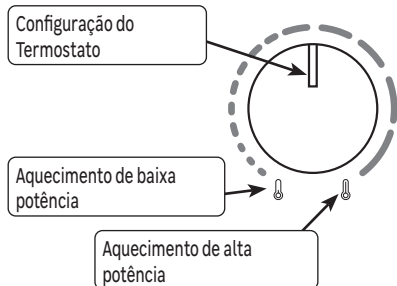 Configuração do
Termostato
Aquecimento de baixa
potência
Aquecimento de alta
potência